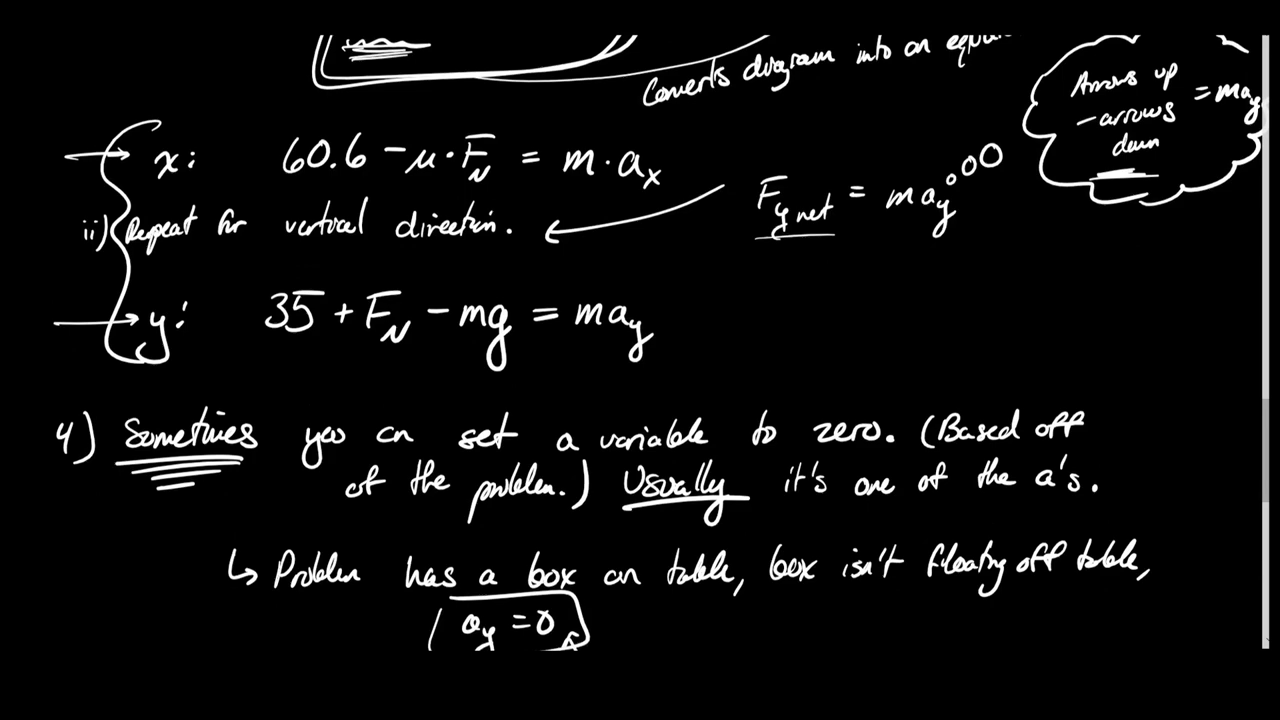 Converts diagram into an
Arrows up
- arrows = ma_y
down
x: 60.6 - μ·F_N = m·a_x
F_y net = ma_y
ii) Repeat for vertical direction.
y: 35 + F_N - mg = ma_y
4) Sometimes you can set a variable to zero. (Based off
of the problem.) Usually it's one of the a's.
↳ Problem has a box on table, box isn't floating off table,
a_y = 0